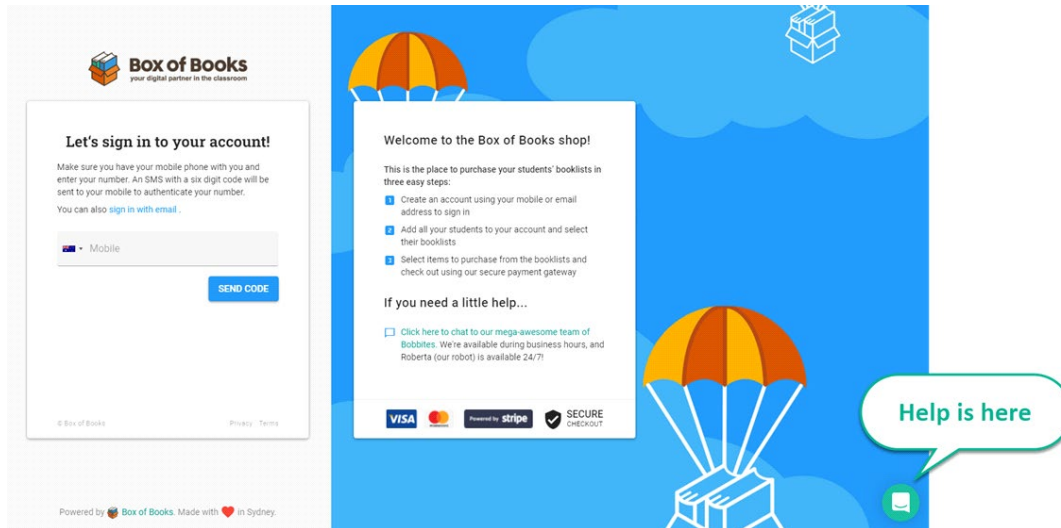 Box of Books
your digital partner in the classroom
Let's sign in to your account!
Make sure you have your mobile phone with you and
enter your number. An SMS with a six digit code will be
sent to your mobile to authenticate your number.
You can also sign in with email .
Mobile
SEND CODE
© Box of Books
Privacy Terms
Powered by Box of Books. Made with in Sydney.
Welcome to the Box of Books shop!
This is the place to purchase your students' booklists in
three easy steps:
1 Create an account using your mobile or email
address to sign in
2 Add all your students to your account and select
their booklists
3 Select items to purchase from the booklists and
check out using our secure payment gateway
If you need a little help...
Click here to chat to our mega-awesome team of
Bobbites. We're available during business hours, and
Roberta (our robot) is available 24/7!
VISA
Powered by stripe
SECURE
CHECKOUT
Help is here